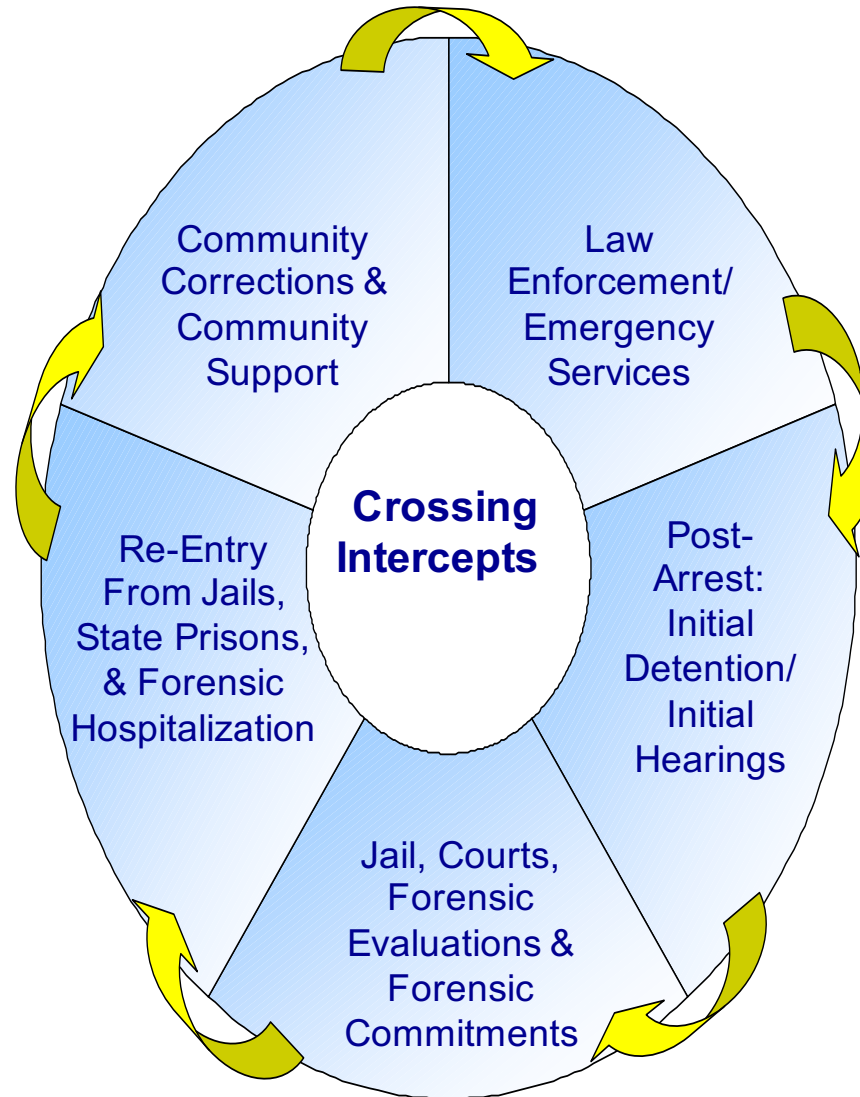 Community
Corrections &
Community
Support
Law
Enforcement/
Emergency
Services
Crossing
Intercepts
Re-Entry
From Jails,
State Prisons,
& Forensic
Hospitalization
Post-
Arrest:
Initial
Detention/
Initial
Hearings
Jail, Courts,
Forensic
Evaluations &
Forensic
Commitments